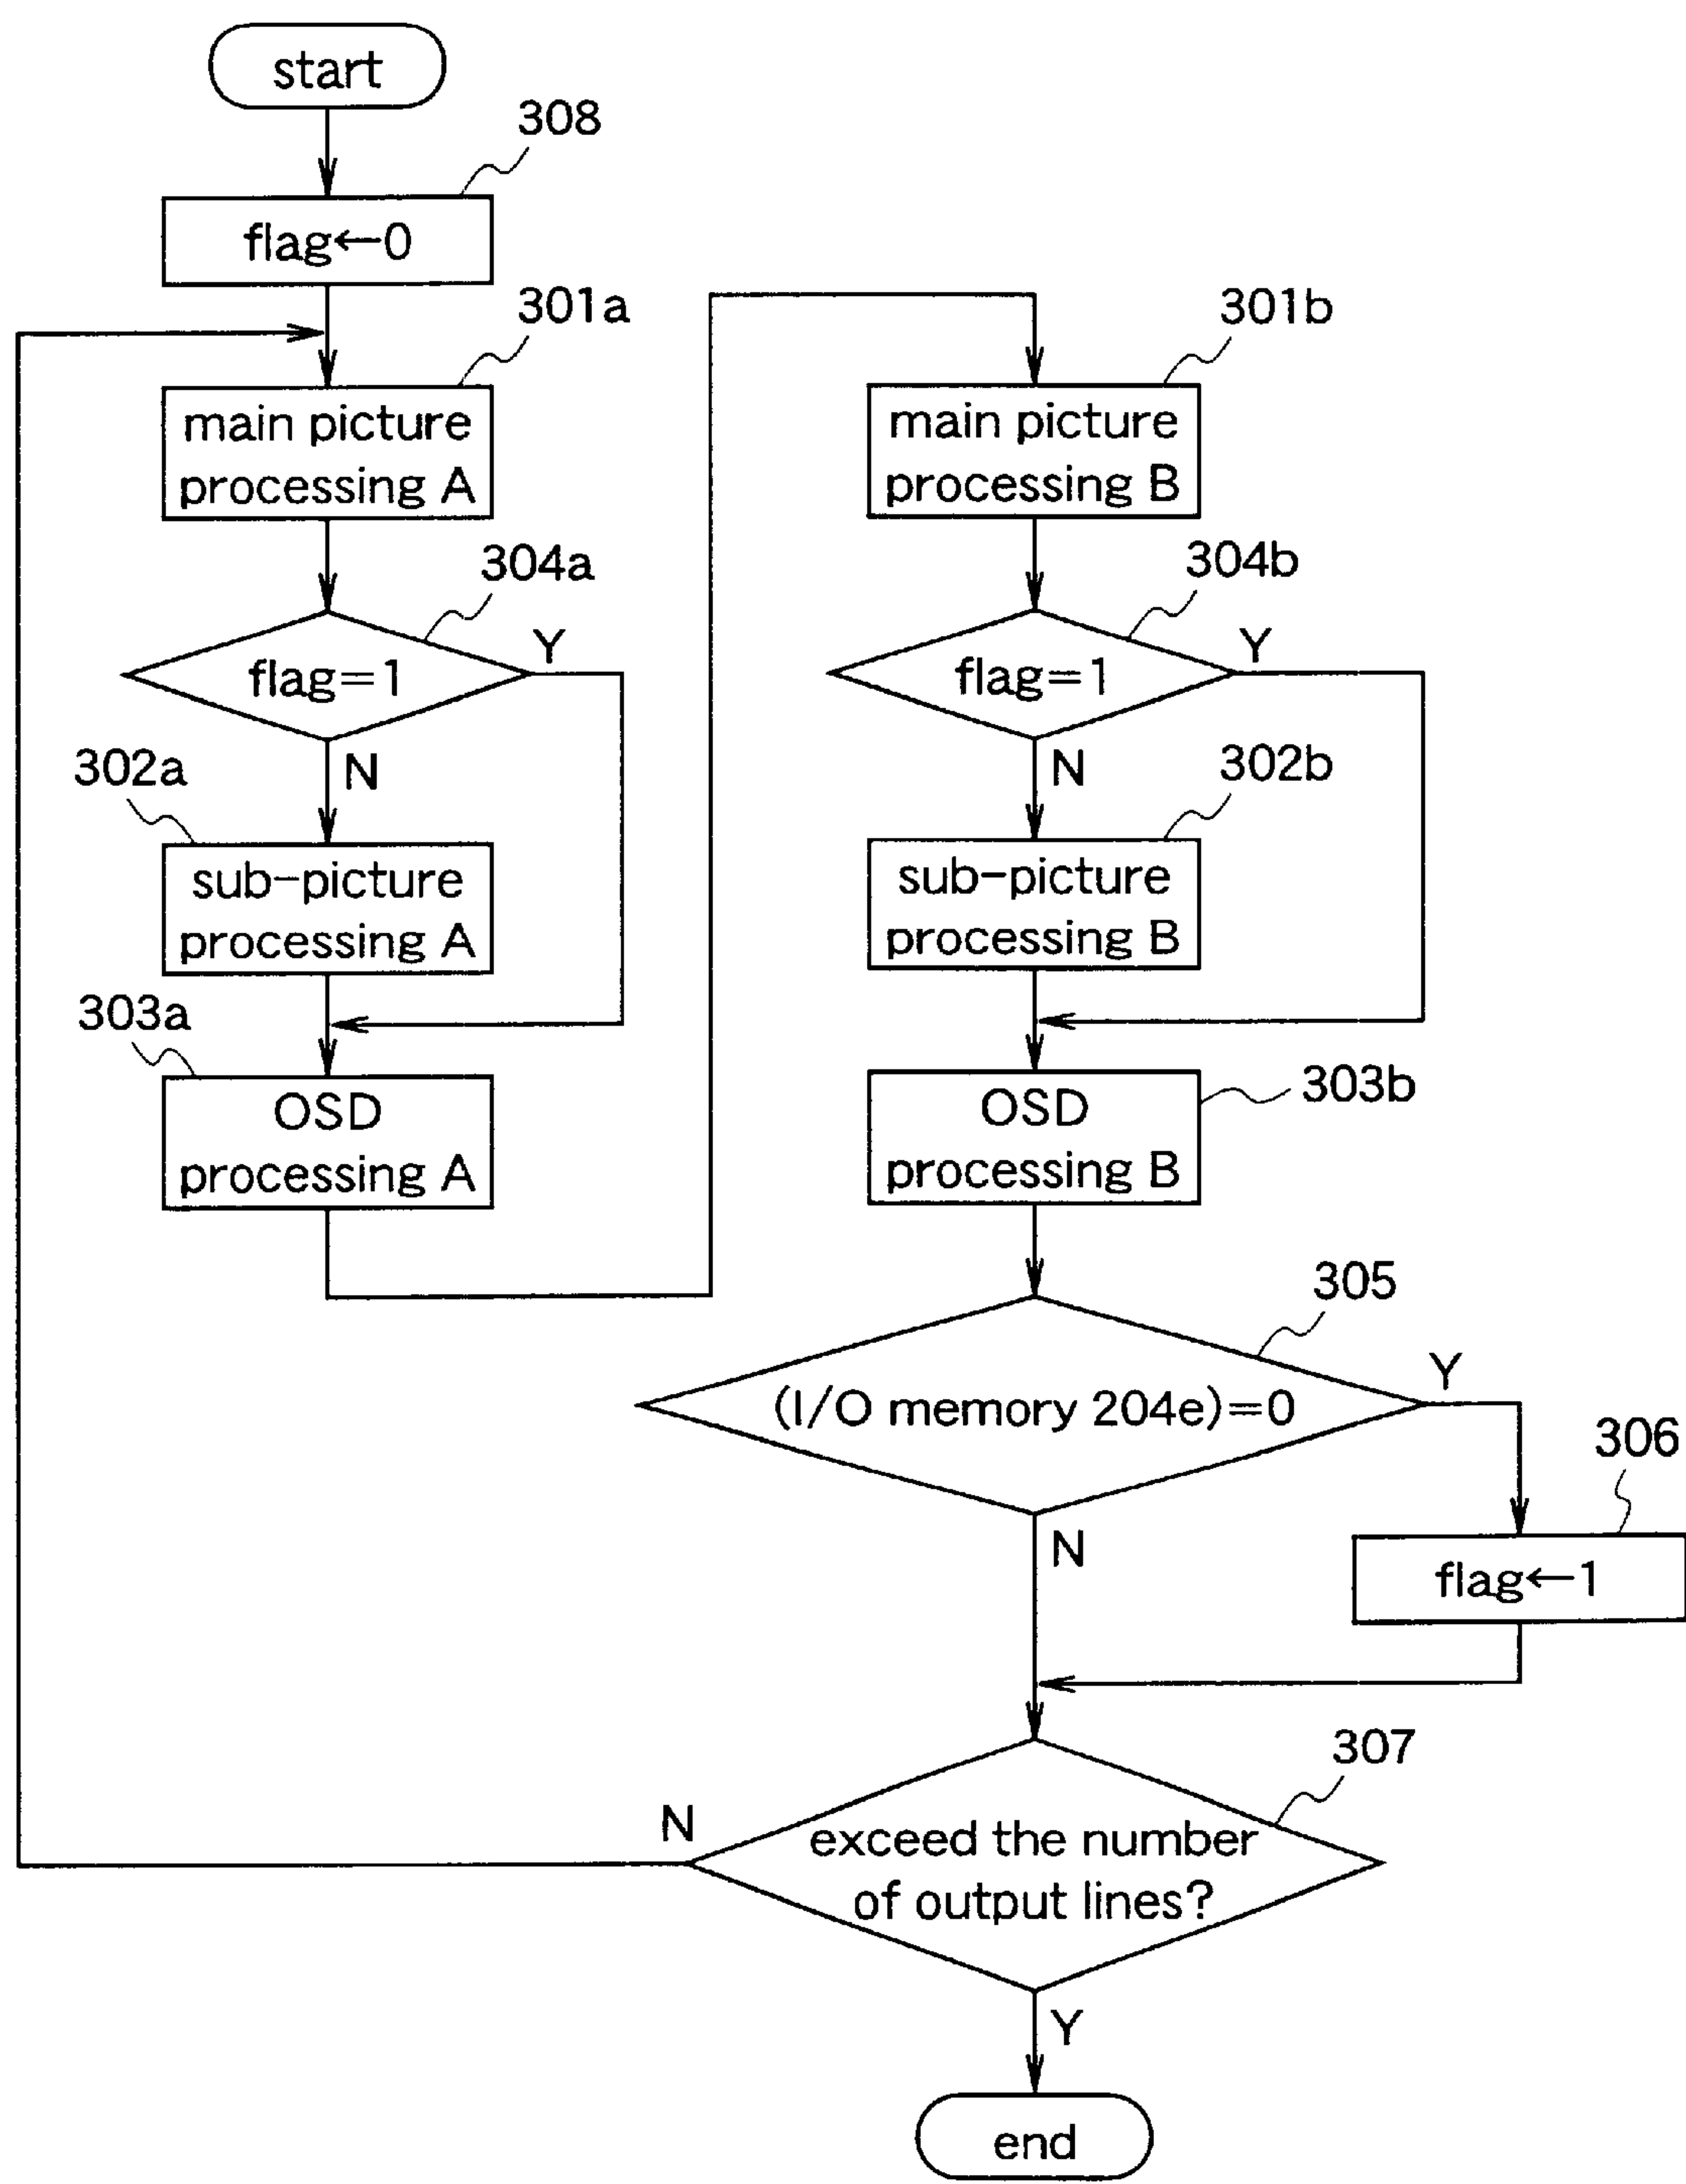 start
308
flag←0
301a
main picture
processing A
304a
flag=1
Y
N
302a
sub-picture
processing A
303a
OSD
processing A
301b
main picture
processing B
304b
flag=1
Y
N
302b
sub-picture
processing B
303b
OSD
processing B
305
(I/O memory 204e)=0
Y
N
306
flag←1
307
exceed the number
of output lines?
N
Y
end